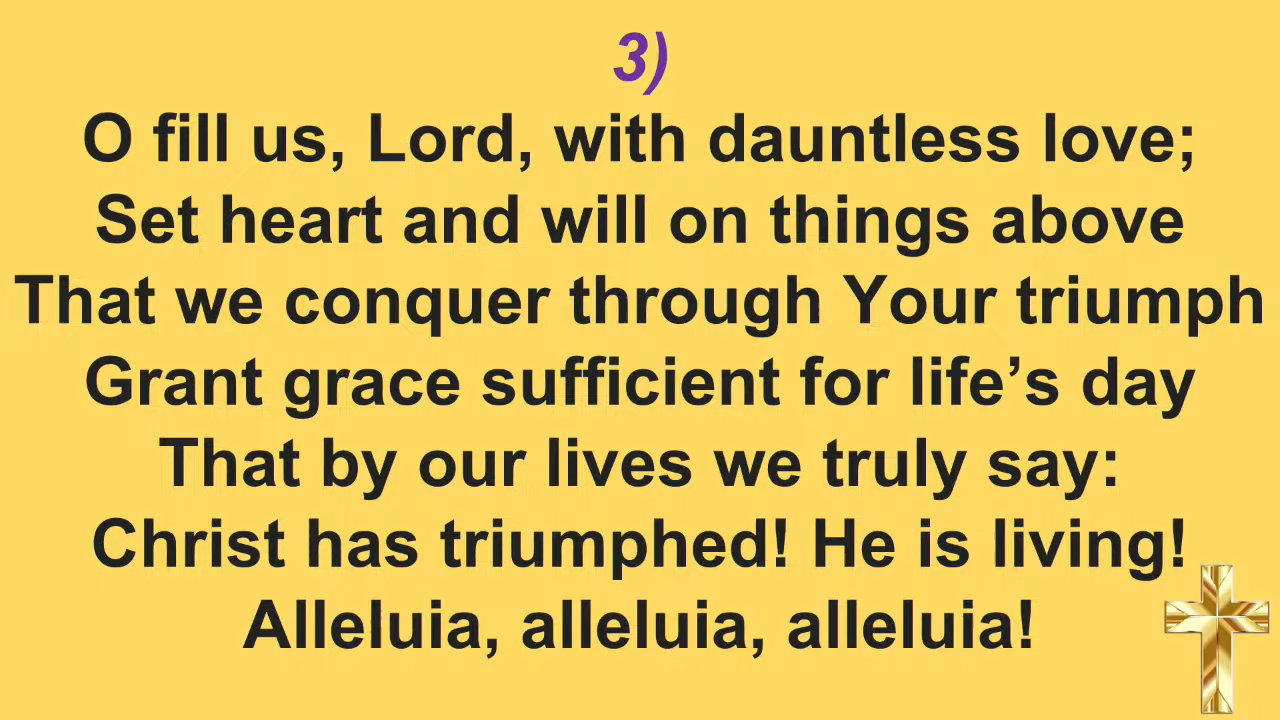 3)
O fill us, Lord, with dauntless love;
Set heart and will on things above
That we conquer through Your triumph
Grant grace sufficient for life’s day
That by our lives we truly say:
Christ has triumphed! He is living!
Alleluia, alleluia, alleluia!